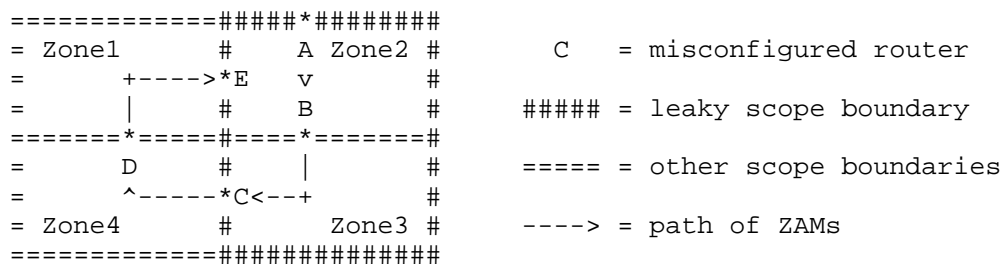 =============#####*########
= Zone1       #    A Zone2 #       C   = misconfigured router
=      +---->*E    v       #
=      |      #    B       #     ##### = leaky scope boundary
=======*=====#====*=======#
=      D      #    |       #     ===== = other scope boundaries
=      ^-----*C<--+       #
= Zone4       #      Zone3 #     ----> = path of ZAMs
=============##############